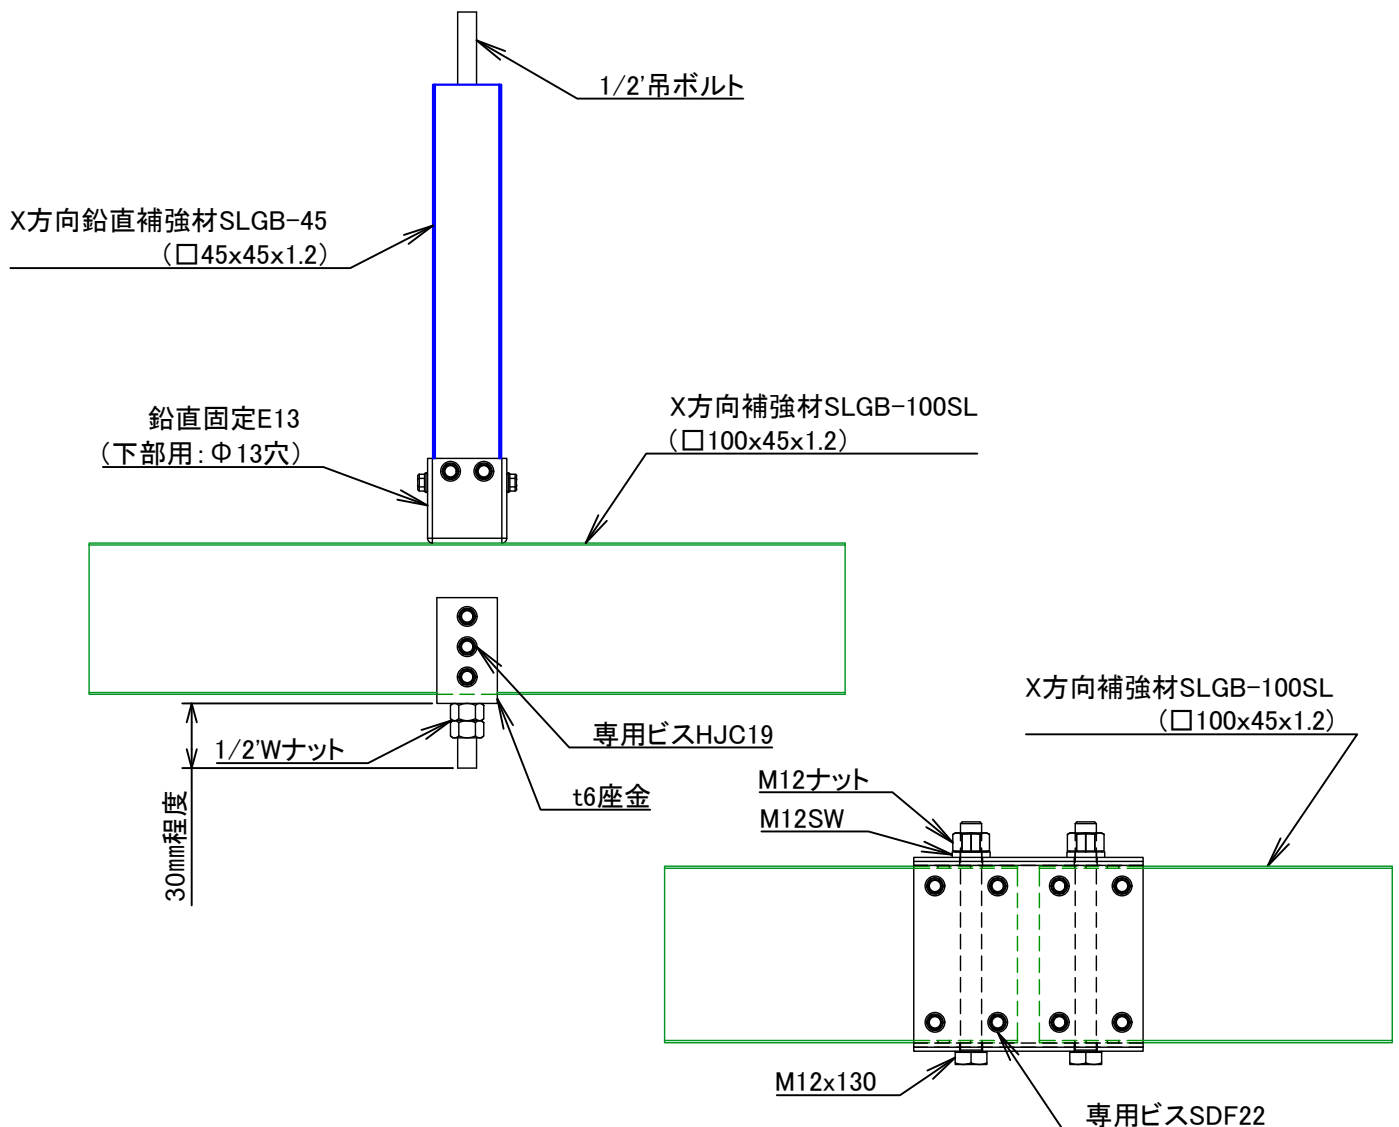 1/2'吊ボルト
X方向鉛直補強材SLGB-45
(□45x45x1.2)
鉛直固定E13
(下部用:Φ13穴)
X方向補強材SLGB-100SL
(□100x45x1.2)
1/2'Wナット
専用ビスHJC19
t6座金
30mm程度
X方向補強材SLGB-100SL
(□100x45x1.2)
M12ナット
M12SW
M12x130
専用ビスSDF22